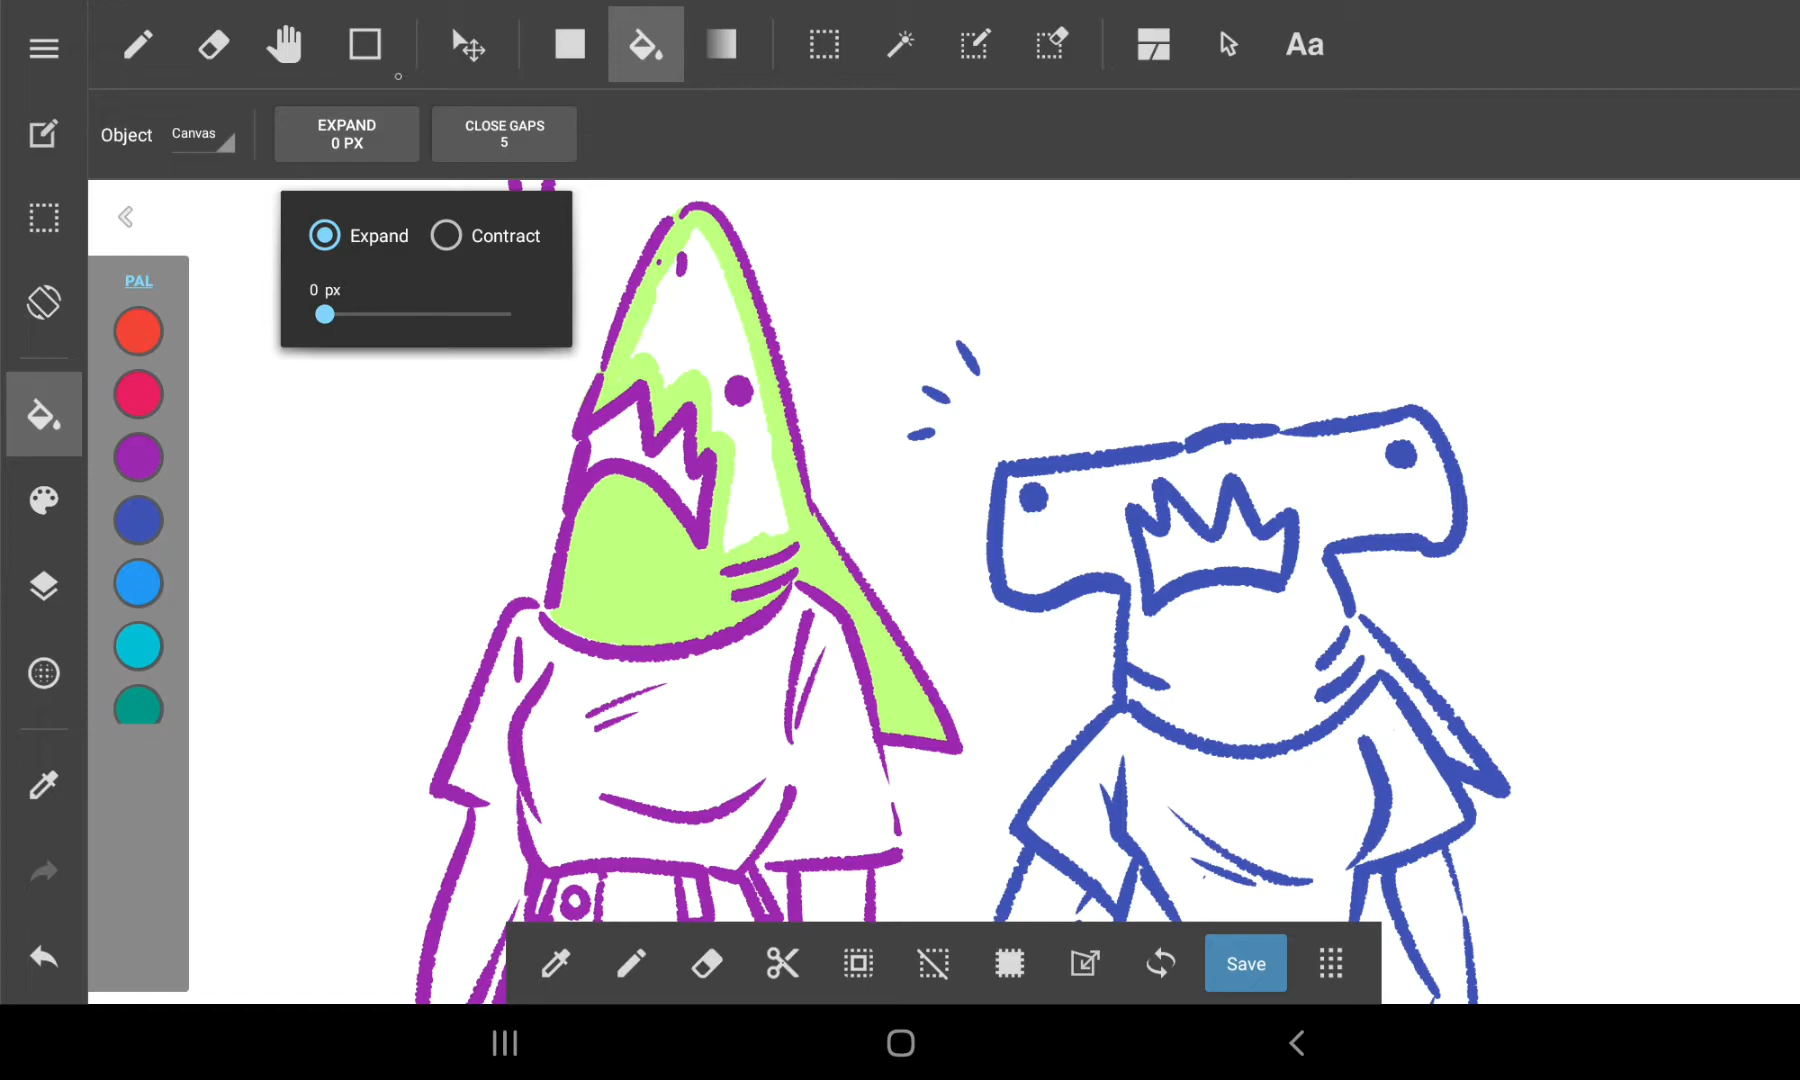 Aa
Object
Canvas
EXPAND
0 PX
CLOSE GAPS
5
Expand
Contract
0 px
PAL
Save